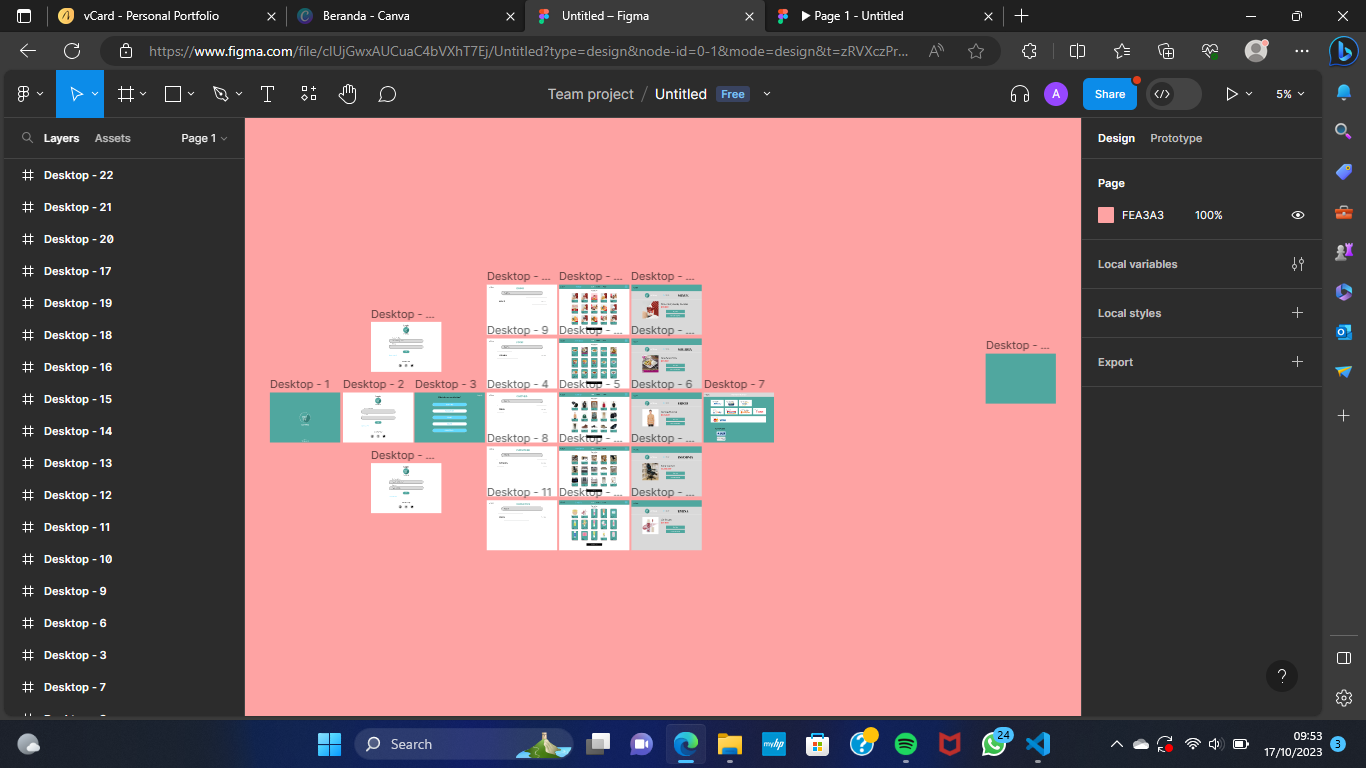 vCard - Personal Portfolio
Beranda - Canva
Untitled – Figma
Page 1 - Untitled
https://www.figma.com/file/clUjGwxAUCuaC4bVXhT7Ej/Untitled?type=design&node-id=0-1&mode=design&t=zRVXczPr...
Team project / Untitled Free
A
Share
5%
Layers Assets Page 1
Design Prototype
Desktop - 22
Desktop - 21
Desktop - 20
Desktop - 17
Desktop - 19
Desktop - 18
Desktop - 16
Desktop - 15
Desktop - 14
Desktop - 13
Desktop - 12
Desktop - 11
Desktop - 10
Desktop - 9
Desktop - 6
Desktop - 3
Desktop - 7
Desktop - ... Desktop - ... Desktop - ...
Desktop - ...
Desktop - 9 Desktop - ... Desktop - ...
Desktop - ...
Desktop - 1 Desktop - 2 Desktop - 3 Desktop - 4 Desktop - 5 Desktop - 6 Desktop - 7
Desktop - 8 Desktop - ... Desktop - ...
Desktop - ...
Desktop - 11 Desktop - ... Desktop - ...
Page
FEA3A3 100%
Local variables
Local styles
Export
?
Search
myhp
24
09:53
17/10/2023
3